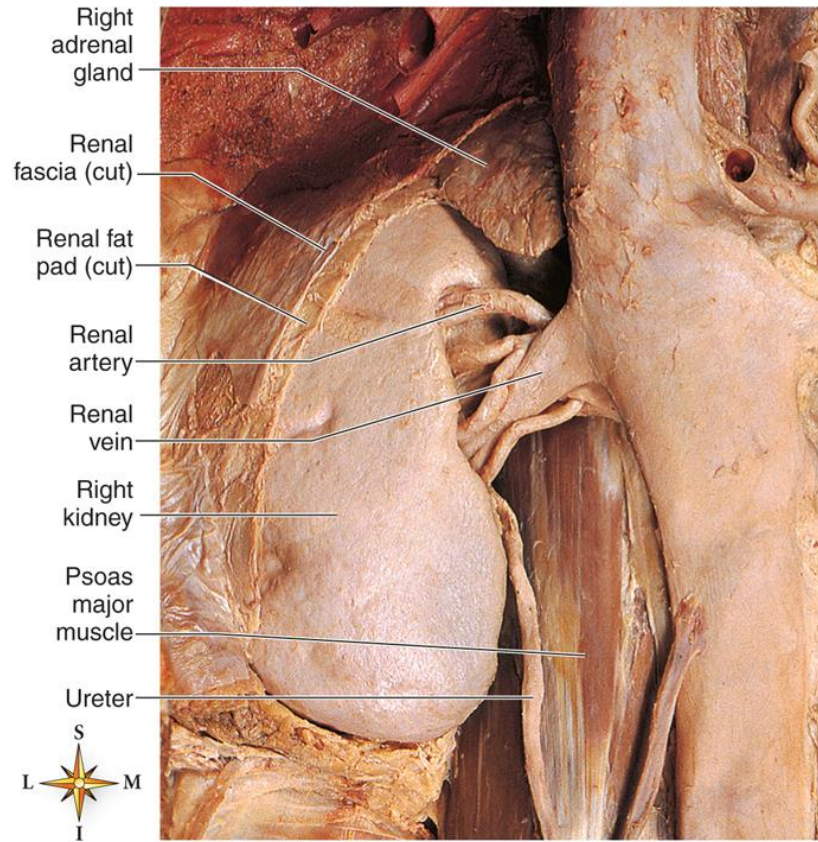 Right
adrenal
gland
Renal
fascia (cut)
Renal fat
pad (cut)
Renal
artery
Renal
vein
Right
kidney
Psoas
major
muscle
Ureter
S
L M
I